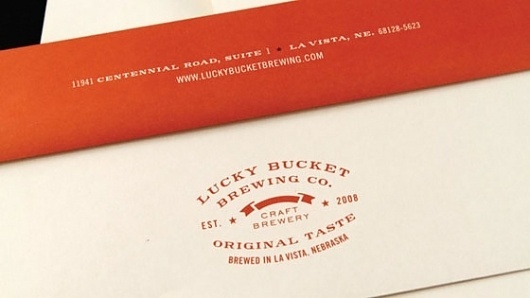 11941 CENTENNIAL ROAD, SUITE 1 ★ LA VISTA, NE. 68128-5623
WWW.LUCKYBUCKETBREWING.COM
LUCKY BUCKET
BREWING CO.
EST. ★ ★ 2008
CRAFT
BREWERY
ORIGINAL TASTE
BREWED IN LA VISTA, NEBRASKA